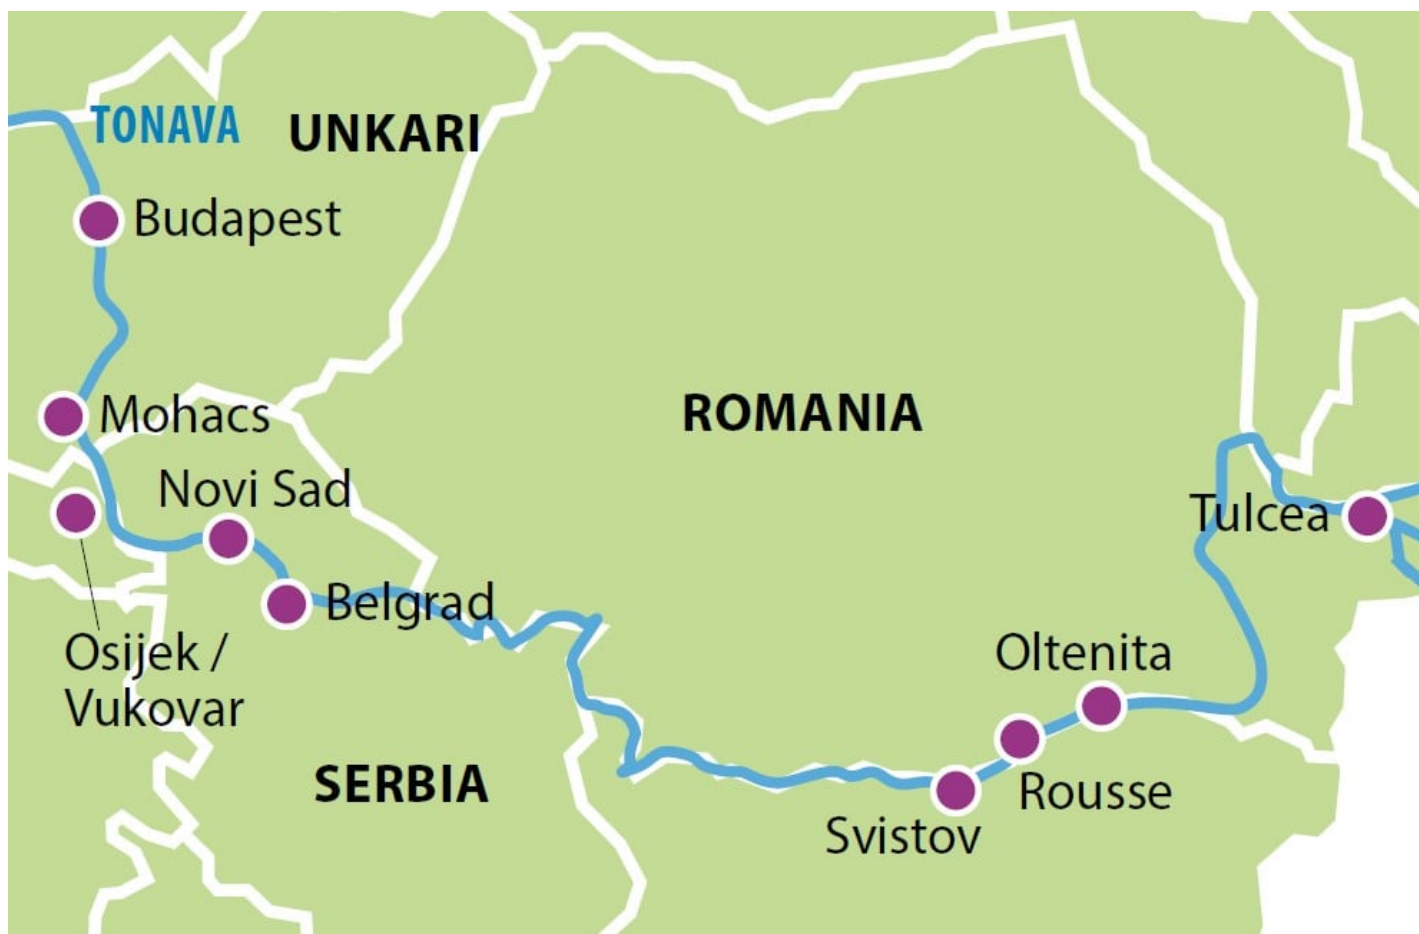 TONAVA
UNKARI
Budapest
Mohacs
ROMANIA
Novi Sad
Tulcea
Belgrad
Osijek /
Vukovar
Oltenita
SERBIA
Rousse
Svistov